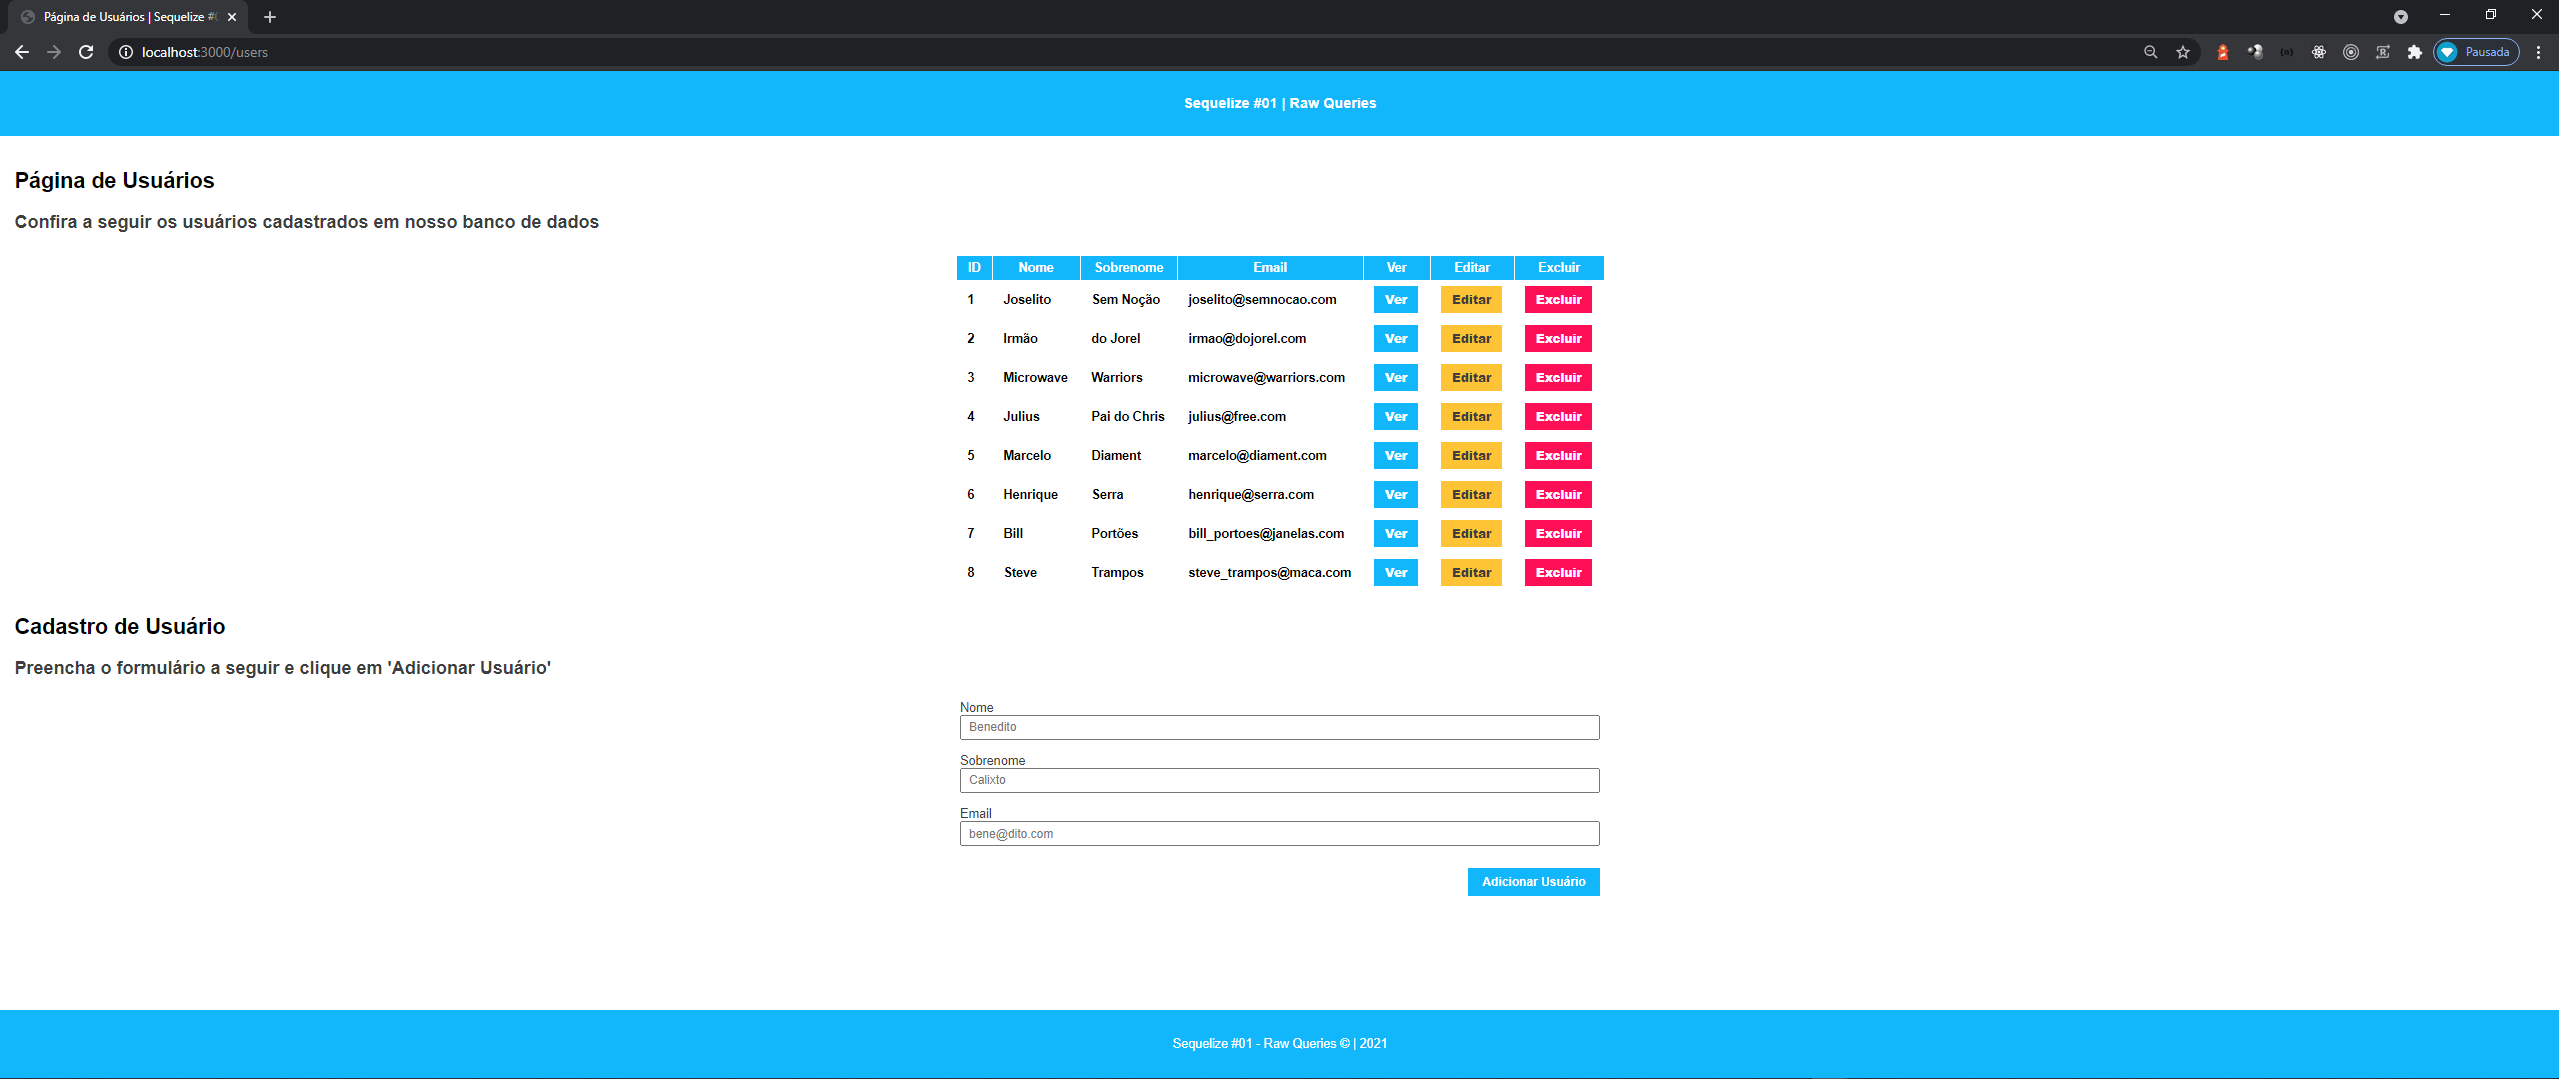 Página de Usuários | Sequelize #
localhost:3000/users
Pausada
Sequelize #01 | Raw Queries
Página de Usuários
Confira a seguir os usuários cadastrados em nosso banco de dados
ID Nome Sobrenome Email Ver Editar Excluir
1 Joselito Sem Noção joselito@semnocao.com Ver Editar Excluir
2 Irmão do Jorel irmao@dojorel.com Ver Editar Excluir
3 Microwave Warriors microwave@warriors.com Ver Editar Excluir
4 Julius Pai do Chris julius@free.com Ver Editar Excluir
5 Marcelo Diament marcelo@diament.com Ver Editar Excluir
6 Henrique Serra henrique@serra.com Ver Editar Excluir
7 Bill Portões bill_portoes@janelas.com Ver Editar Excluir
8 Steve Trampos steve_trampos@maca.com Ver Editar Excluir
Cadastro de Usuário
Preencha o formulário a seguir e clique em 'Adicionar Usuário'
Nome
Benedito
Sobrenome
Calixto
Email
bene@dito.com
Adicionar Usuário
Sequelize #01 - Raw Queries © | 2021